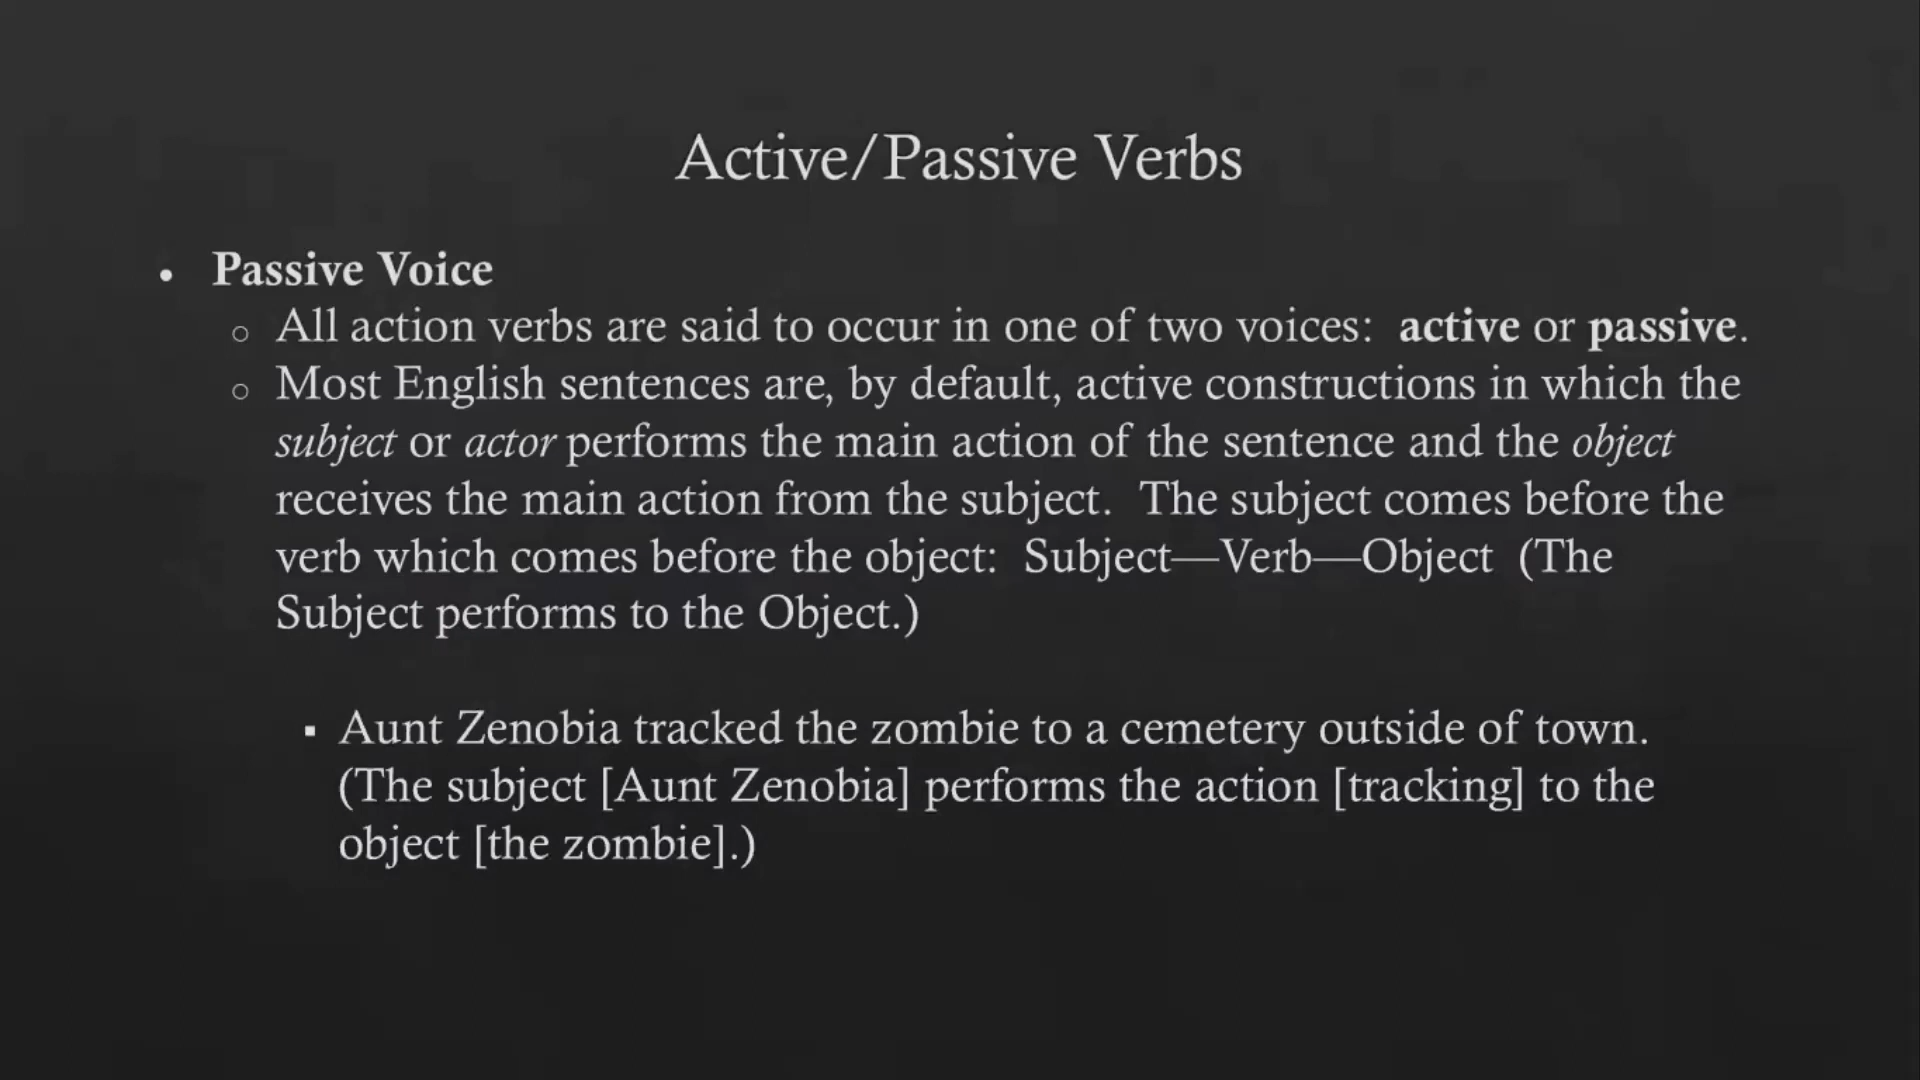 Active/Passive Verbs
• Passive Voice
○ All action verbs are said to occur in one of two voices:  active or passive.
○ Most English sentences are, by default, active constructions in which the
subject or actor performs the main action of the sentence and the object
receives the main action from the subject.  The subject comes before the
verb which comes before the object:  Subject—Verb—Object  (The
Subject performs to the Object.)
▪ Aunt Zenobia tracked the zombie to a cemetery outside of town.
(The subject [Aunt Zenobia] performs the action [tracking] to the
object [the zombie].)